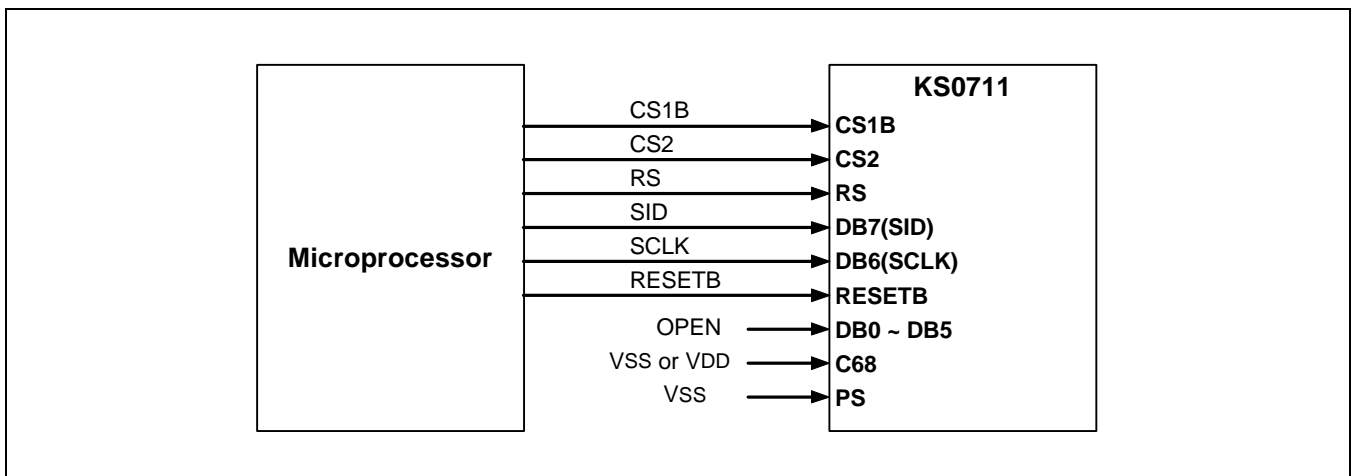 KS0711
CS1B
CS1B
CS2
CS2
RS
RS
SID
DB7(SID)
Microprocessor
SCLK
DB6(SCLK)
RESETB
RESETB
OPEN
DB0 ~ DB5
VSS or VDD
C68
VSS
PS